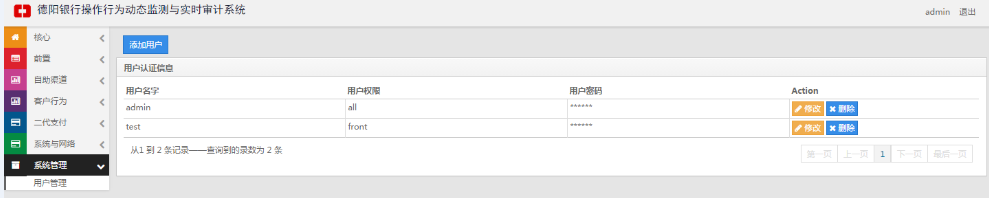 德阳银行操作行为动态监测与实时审计系统
admin 退出
核心
前置
自助渠道
客户行为
二代支付
系统与网络
系统管理
用户管理
添加用户
用户认证信息
用户名字 用户权限 用户密码 Action
admin all ****** 修改 删除
test front ****** 修改 删除
从1 到 2 条记录——查询到的录数为 2 条
第一页 上一页 1 下一页 最后一页